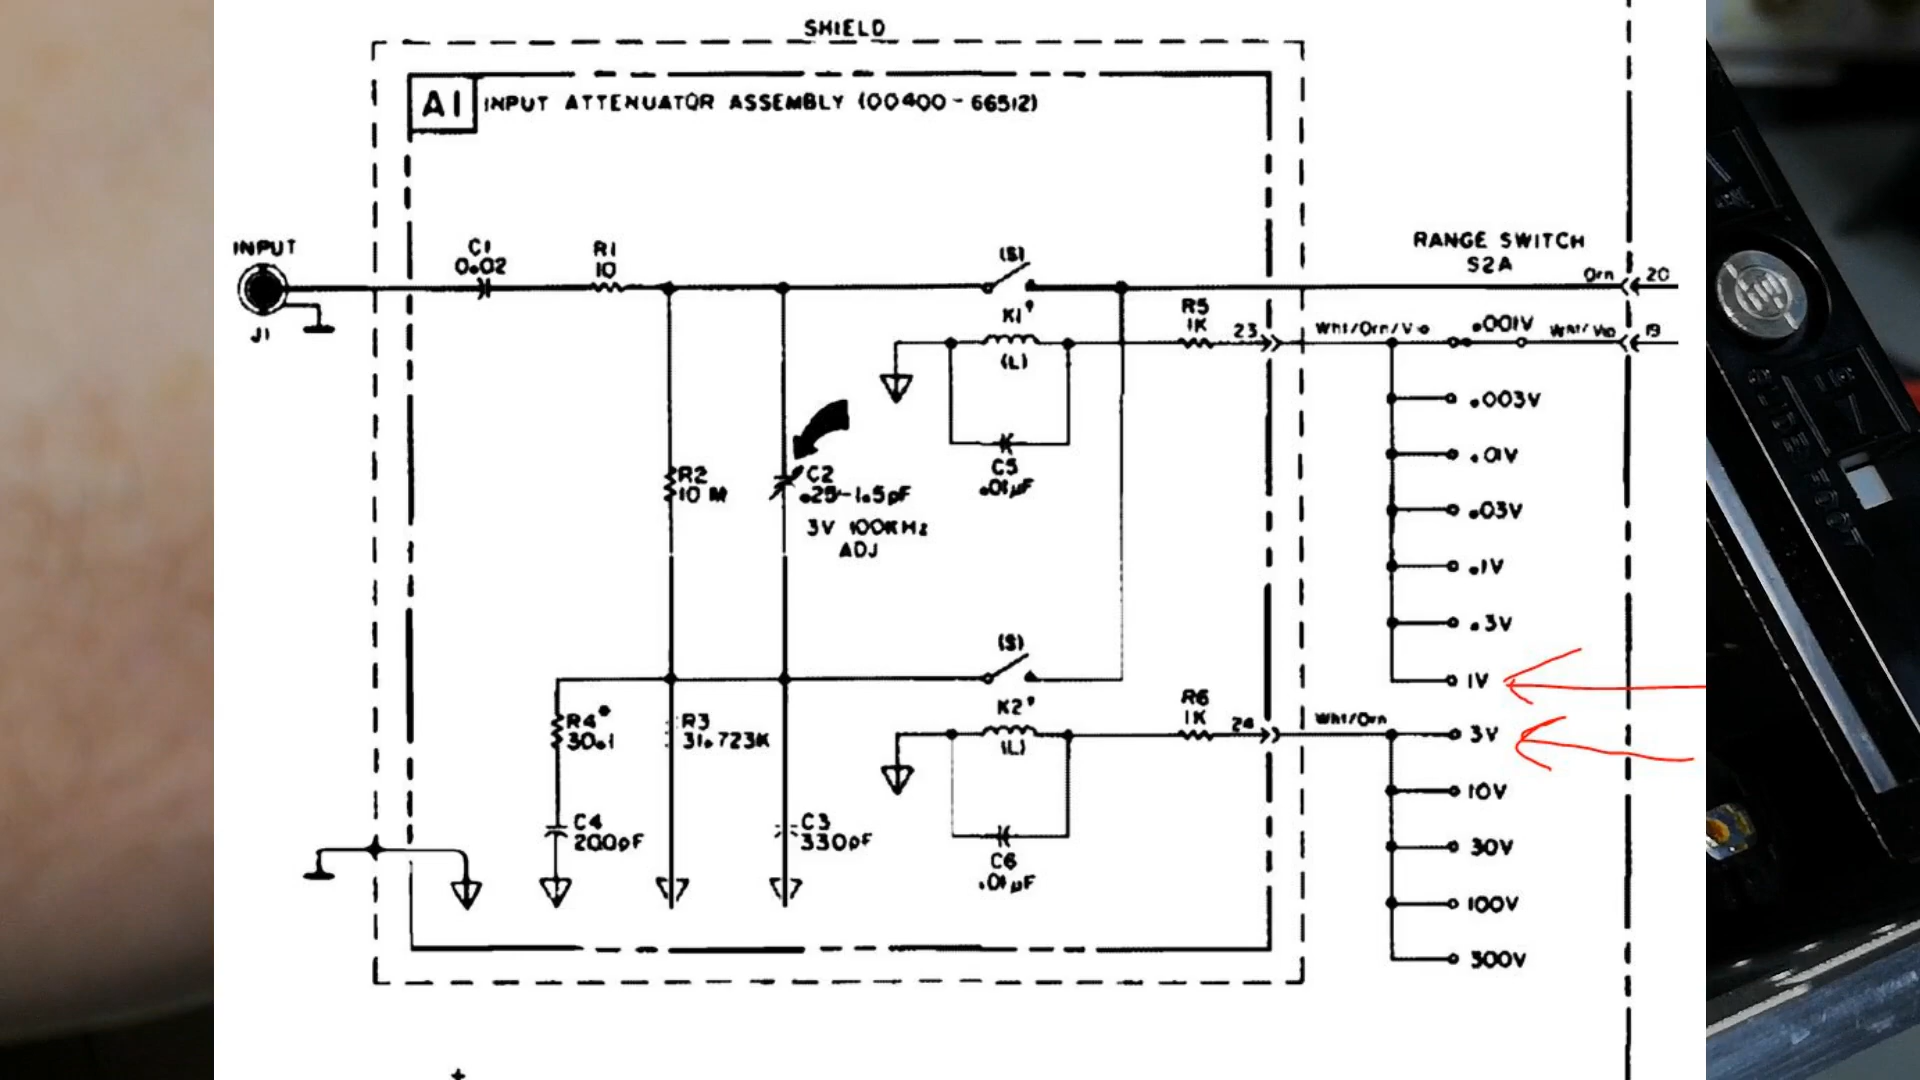 SHIELD
A1
INPUT ATTENUATOR ASSEMBLY (00400-66512)
INPUT
J1
C1
0.02
R1
10
(S)
K1
(L)
R5
1K
23
Wht/Orn/Vio
RANGE SWITCH
S2A
Orn
20
.001V
Wht/Vio
19
.003V
.01V
.03V
.1V
.3V
1V
C5
.01µF
R2
10 M
C2
.25-1.5pF
3V 100KHz
ADJ
(S)
K2
(L)
R6
1K
24
Wht/Orn
3V
10V
30V
100V
300V
R4*
30.1
R3
31.723K
C4
200pF
C3
330pF
C6
.01µF